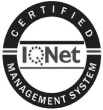 CERTIFIED
IQNet
MANAGEMENT SYSTEM